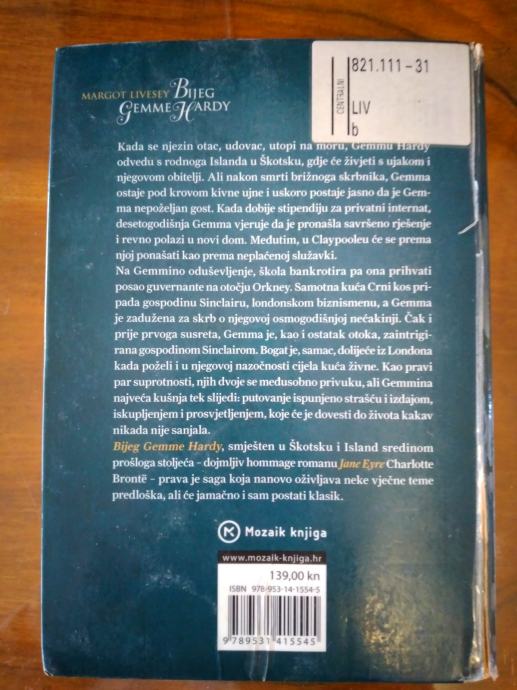 821.111-31
CENTRALNI
LIV
b
MARGOT LIVESEY BIJEG
GEMME HARDY
Kada se njezin otac, udovac, utopi na moru, Gemmu Hardy
odvedu s rodnoga Islanda u Škotsku, gdje će živjeti s ujakom i
njegovom obitelji. Ali nakon smrti brižnoga skrbnika, Gemma
ostaje pod krovom kivne ujne i uskoro postaje jasno da je Gem-
ma nepoželjan gost. Kada dobije stipendiju za privatni internat,
desetogodišnja Gemma vjeruje da je pronašla savršeno rješenje
i revno polazi u novi dom. Međutim, u Claypooleu će se prema
njoj ponašati kao prema neplaćenoj služavki.
Na Gemmino oduševljenje, škola bankrotira pa ona prihvati
posao guvernante na otočju Orkney. Samotna kuća Crni kos pri-
pada gospodinu Sinclairu, londonskom biznismenu, a Gemma
je zadužena za skrb o njegovoj osmogodišnjoj nećakinji. Čak i
prije prvoga susreta, Gemma je, kao i ostatak otoka, zaintrigi-
rana gospodinom Sinclairom. Bogat je, samac, dolijeće iz Londona
kada poželi i u njegovoj nazočnosti cijela kuća živne. Kao pravi
par suprotnosti, njih dvoje se međusobno privuku, ali Gemmina
najveća kušnja tek slijedi: putovanje ispunjeno strašću i izdajom,
iskupljenjem i prosvjetljenjem, koje će je dovesti do života kakav
nikada nije sanjala.
Bijeg Gemme Hardy, smješten u Škotsku i Island sredinom
prošloga stoljeća – dojmljiv hommage romanu Jane Eyre Charlotte
Brontë – prava je saga koja nanovo oživljava neke vječne teme
predloška, ali će jamačno i sam postati klasik.
Mozaik knjiga
www.mozaik-knjiga.hr
139,00 kn
ISBN 978-953-14-1554-5
9 789531 415545